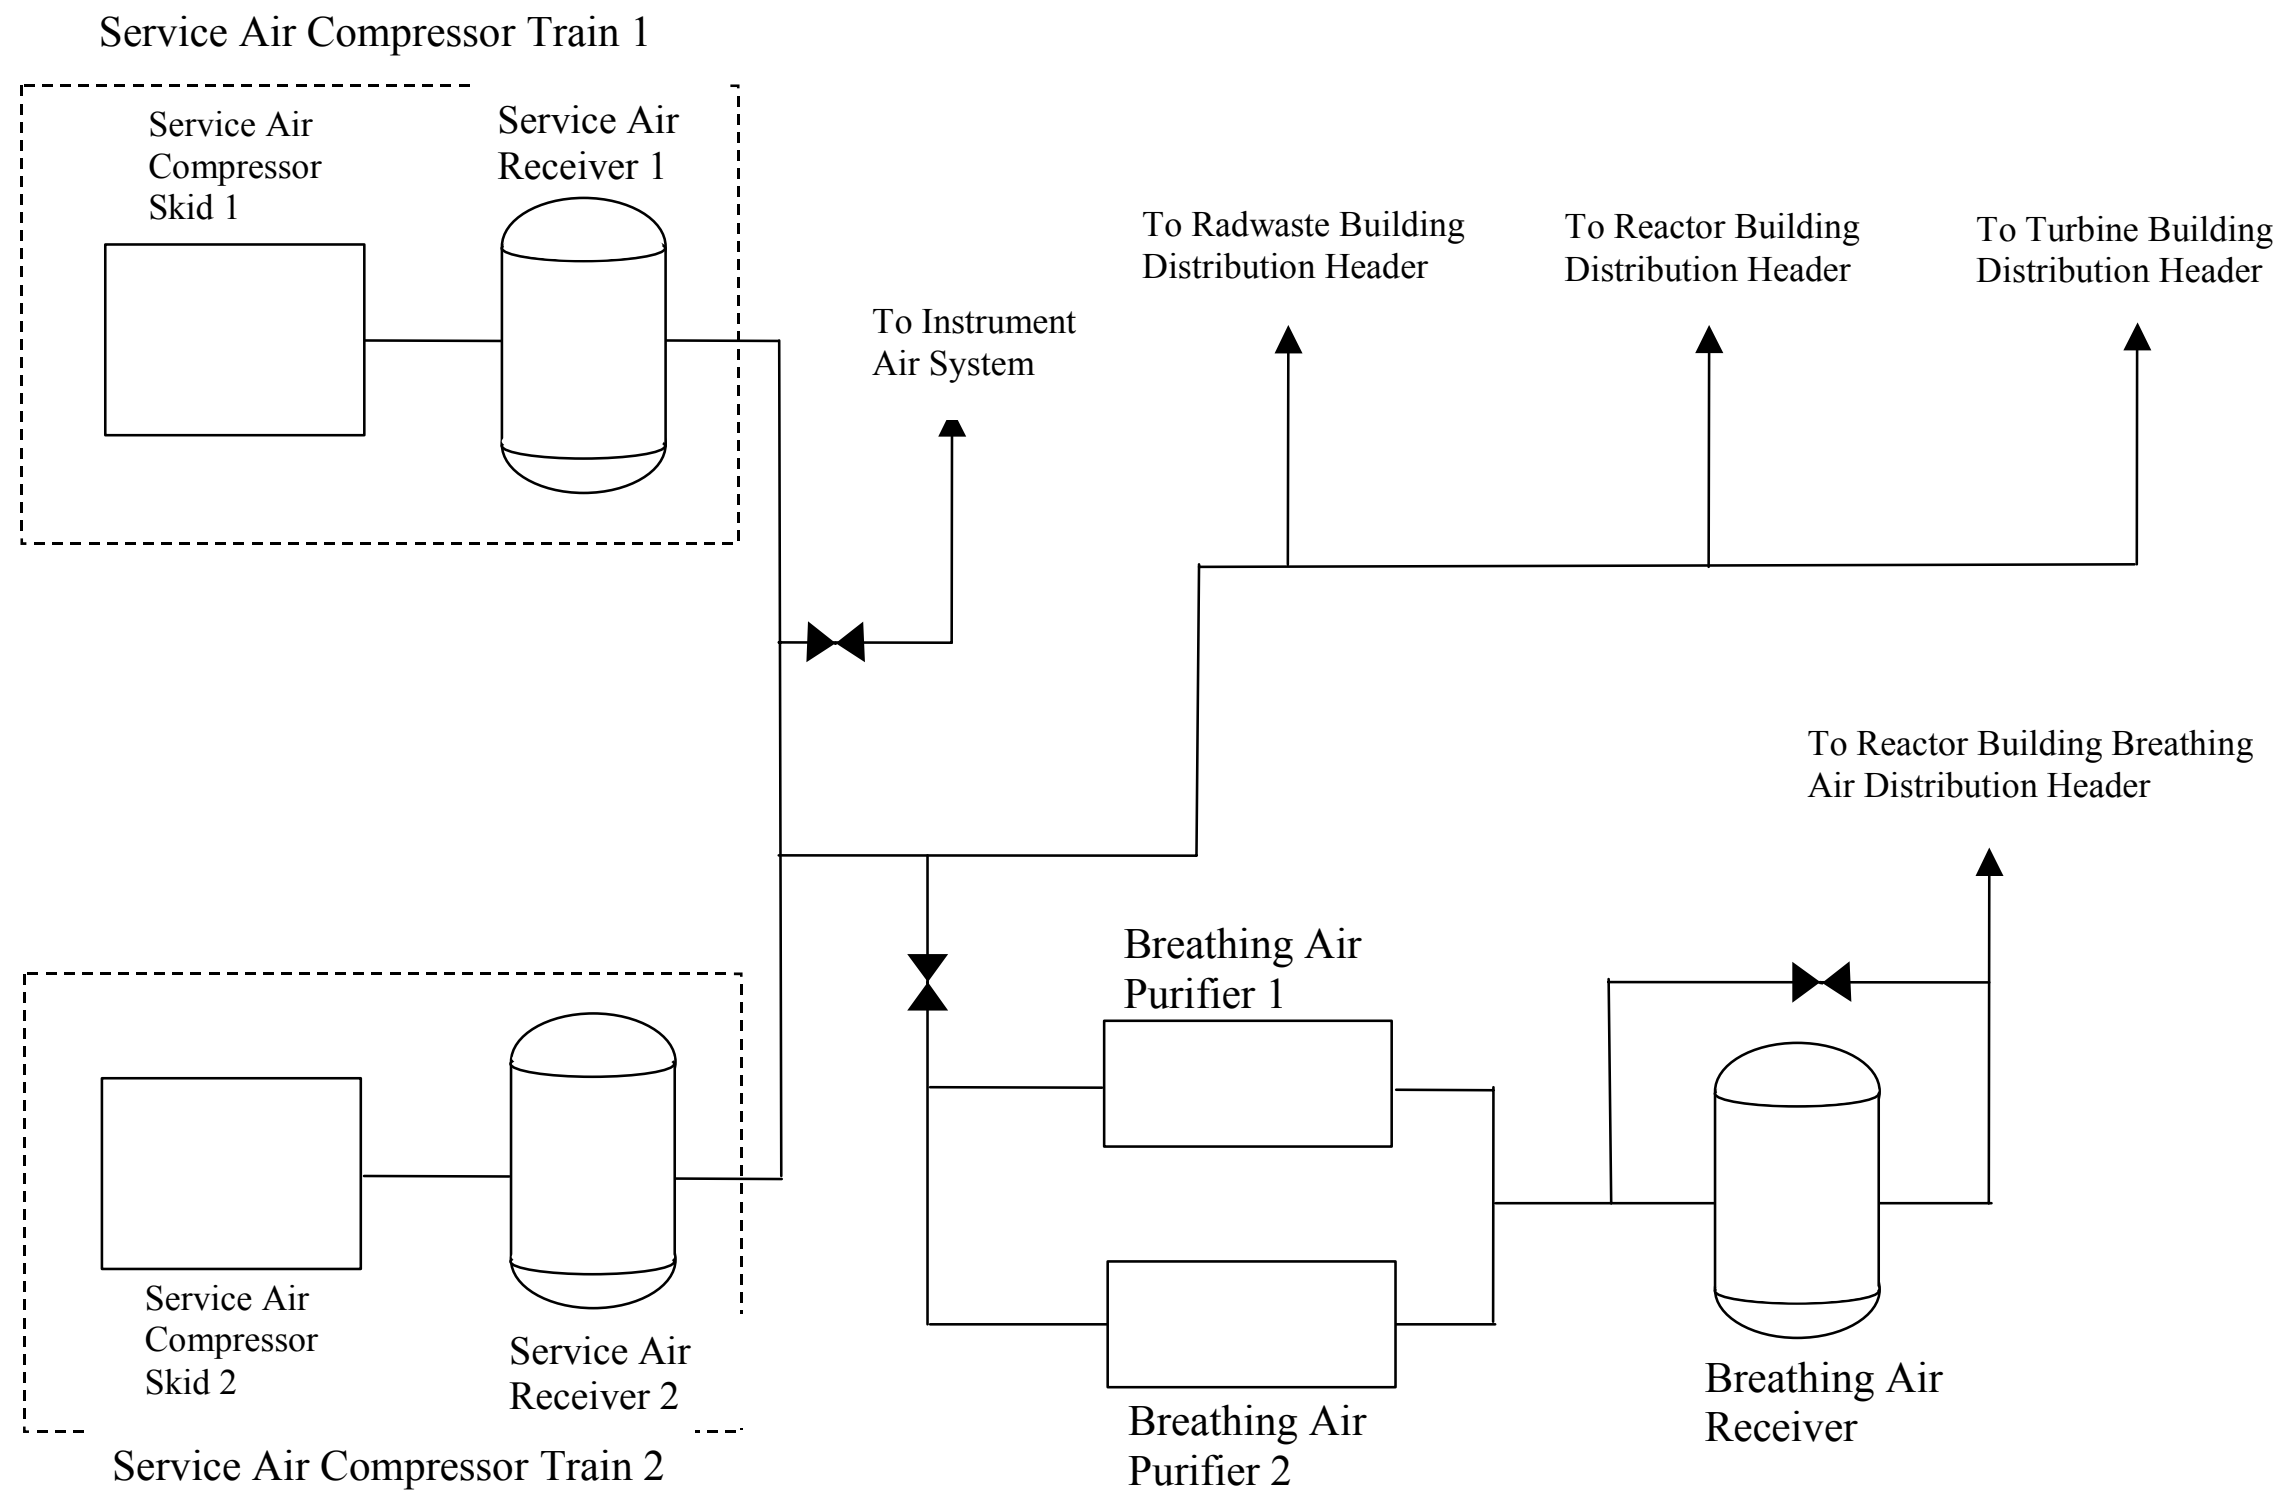 Service Air Compressor Train 1
Service Air
Compressor
Skid 1
Service Air
Receiver 1
To Instrument
Air System
To Radwaste Building
Distribution Header
To Reactor Building
Distribution Header
To Turbine Building
Distribution Header
To Reactor Building Breathing
Air Distribution Header
Breathing Air
Purifier 1
Service Air
Compressor
Skid 2
Service Air
Receiver 2
Breathing Air
Purifier 2
Breathing Air
Receiver
Service Air Compressor Train 2